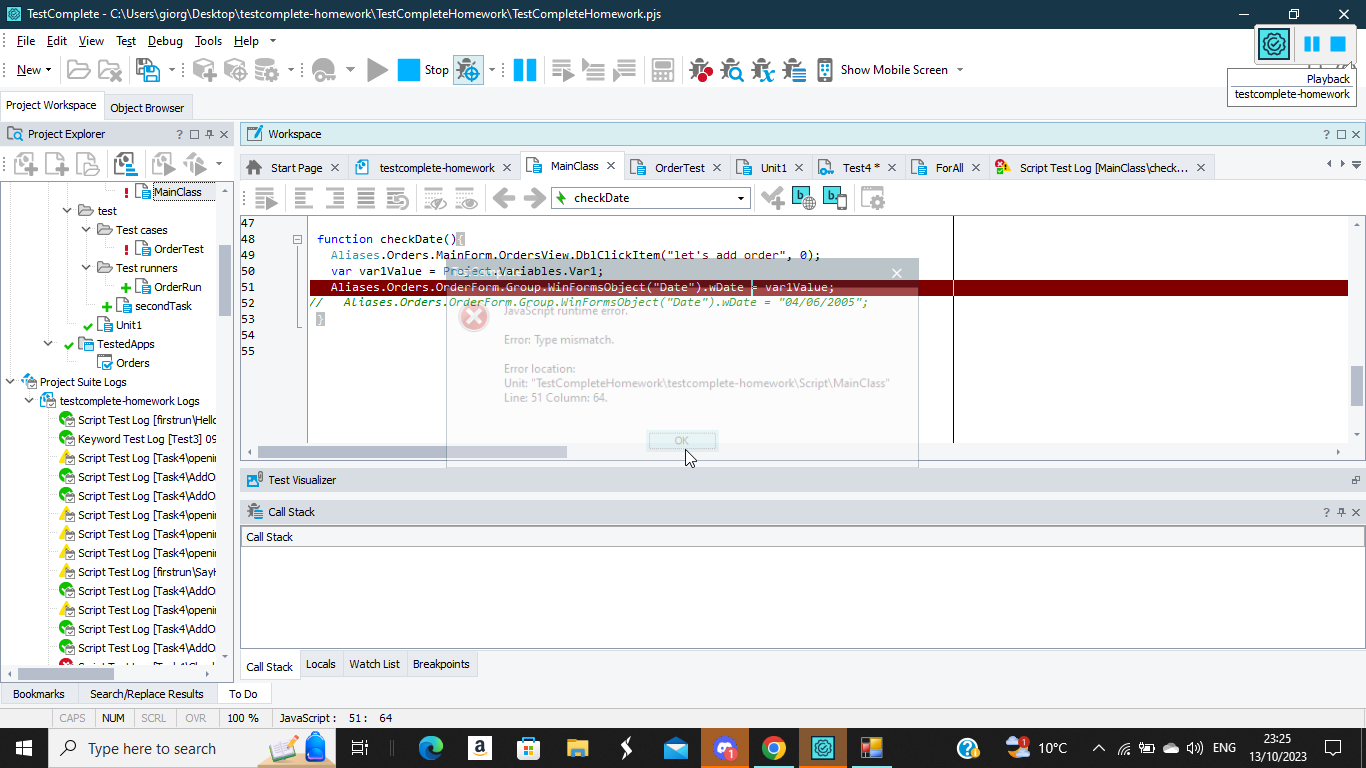 TestComplete - C:\Users\giorg\Desktop\testcomplete-homework\TestCompleteHomework\TestCompleteHomework.pjs
File Edit View Test Debug Tools Help
New Stop Show Mobile Screen
Playback
testcomplete-homework
Project Workspace Object Browser
Project Explorer
Workspace
Start Page testcomplete-homework MainClass OrderTest Unit1 Test4 * ForAll Script Test Log [MainClass\check...
checkDate
MainClass
test
Test cases
OrderTest
Test runners
OrderRun
secondTask
Unit1
TestedApps
Orders
Project Suite Logs
testcomplete-homework Logs
Script Test Log [firstrun\Hello
Keyword Test Log [Test3] 09
Script Test Log [Task4\openin
Script Test Log [Task4\AddO
Script Test Log [Task4\AddO
Script Test Log [Task4\openin
Script Test Log [Task4\openin
Script Test Log [Task4\openin
Script Test Log [firstrun\SayH
Script Test Log [Task4\AddO
Script Test Log [Task4\openin
Script Test Log [Task4\AddO
Script Test Log [Task4\AddO
47
48 function checkDate(){
49 Aliases.Orders.MainForm.OrdersView.DblClickItem("let's add order", 0);
50 var var1Value = Project.Variables.Var1;
51 Aliases.Orders.OrderForm.Group.WinFormsObject("Date").wDate = var1Value;
52 // Aliases.Orders.OrderForm.Group.WinFormsObject("Date").wDate = "04/06/2005";
53 }
54
55
JavaScript runtime error.
Error: Type mismatch.
Error location:
Unit: "TestCompleteHomework\testcomplete-homework\Script\MainClass"
Line: 51 Column: 64.
OK
Test Visualizer
Call Stack
Call Stack
Call Stack Locals Watch List Breakpoints
Bookmarks Search/Replace Results To Do
CAPS NUM SCRL OVR 100 % JavaScript : 51 : 64
Type here to search
10°C ENG
23:25
13/10/2023